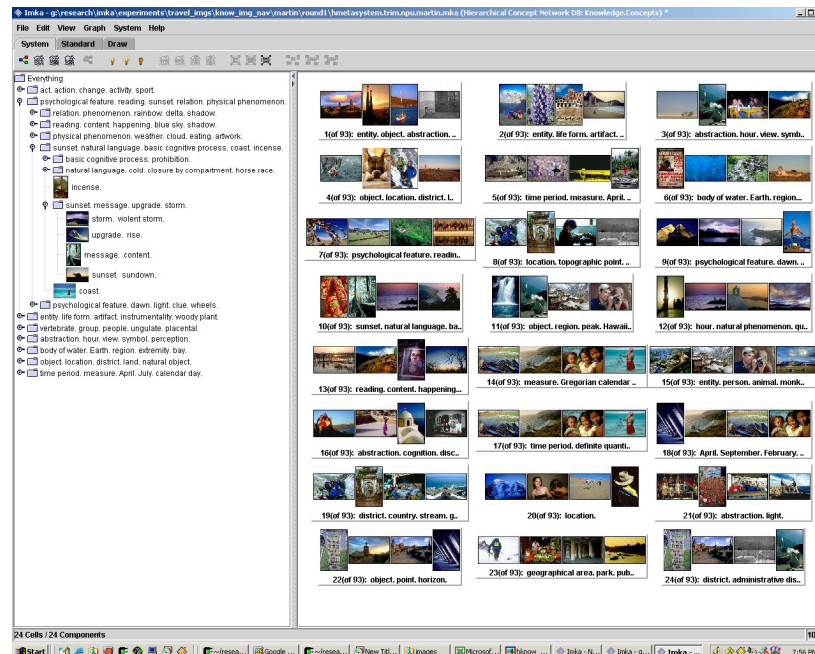 Imka - g:\research\imka\experiments\travel_imgs\know_img_nav\martin\round1\hmetasystem.trim.npu.martin.mka (Hierarchical Concept Network DB: Knowledge.Concepts) *
File Edit View Graph System Help
System Standard Draw
Everything
act. action. change. activity. sport.
psychological feature. reading. sunset. relation. physical phenomenon.
relation. phenomenon. rainbow. delta. shadow.
reading. content. happening. blue sky. shadow.
physical phenomenon. weather. cloud. eating. artwork.
sunset. natural language. basic cognitive process. coast. incense.
basic cognitive process. prohibition.
natural language. cold. closure by compartment. horse race.
incense.
sunset. message. upgrade. storm.
storm. violent storm.
upgrade. rise.
message. content.
sunset. sundown.
coast.
psychological feature. dawn. light. clue. wheels.
entity. life form. artifact. instrumentality. woody plant.
vertebrate. group. people. ungulate. placental.
abstraction. hour. view. symbol. perception.
body of water. Earth. region. extremity. bay.
object. location. district. land. natural object.
time period. measure. April. July. calendar day.
1(of 93): entity. object. abstraction. ..
2(of 93): entity. life form. artifact. ..
3(of 93): abstraction. hour. view. symb..
4(of 93): object. location. district. l..
5(of 93): time period. measure. April. ..
6(of 93): body of water. Earth. region...
7(of 93): psychological feature. readin..
8(of 93): location. topographic point. ..
9(of 93): psychological feature. dawn. ..
10(of 93): sunset. natural language. ba..
11(of 93): object. region. peak. Hawaii..
12(of 93): hour. natural phenomenon. qu..
13(of 93): reading. content. happening...
14(of 93): measure. Gregorian calendar ..
15(of 93): entity. person. animal. monk..
16(of 93): abstraction. cognition. disc..
17(of 93): time period. definite quanti..
18(of 93): April. September. February. ..
19(of 93): district. country. stream. g..
20(of 93): location.
21(of 93): abstraction. light.
22(of 93): object. point. horizon.
23(of 93): geographical area. park. pub..
24(of 93): district. administrative dis..
24 Cells / 24 Components
10
Start
~/resea...
Google ...
~/resea...
New Titl...
images
Microsof...
hknow_...
Imka - N...
Imka - g...
Imka - ...
7:56 PM